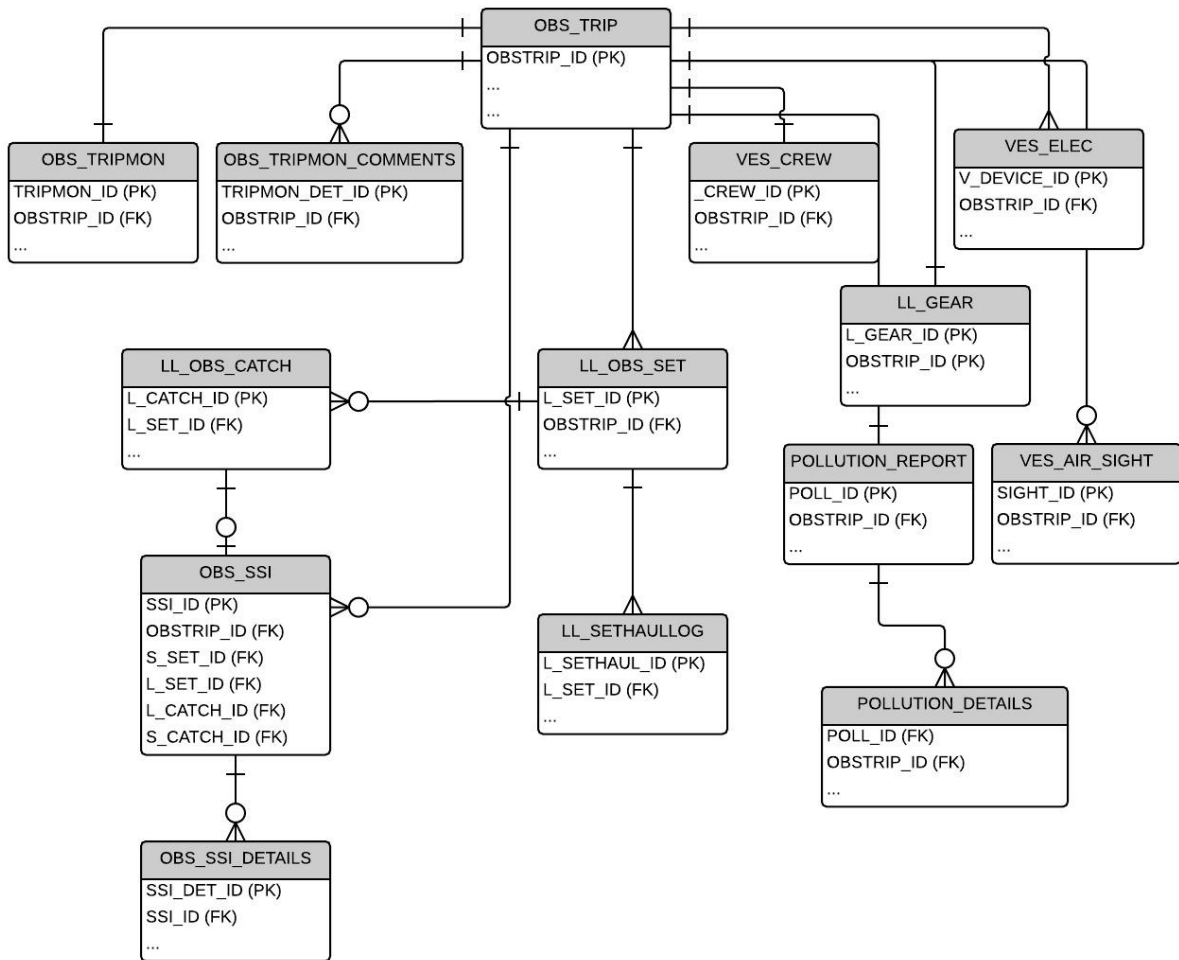 OBS_TRIP
OBSTRIP_ID (PK)
...
...
OBS_TRIPMON
TRIPMON_ID (PK)
OBSTRIP_ID (FK)
...
OBS_TRIPMON_COMMENTS
TRIPMON_DET_ID (PK)
OBSTRIP_ID (FK)
...
VES_CREW
_CREW_ID (PK)
OBSTRIP_ID (FK)
...
VES_ELEC
V_DEVICE_ID (PK)
OBSTRIP_ID (FK)
...
LL_GEAR
L_GEAR_ID (PK)
OBSTRIP_ID (PK)
...
LL_OBS_CATCH
L_CATCH_ID (PK)
L_SET_ID (FK)
...
LL_OBS_SET
L_SET_ID (PK)
OBSTRIP_ID (FK)
...
POLLUTION_REPORT
POLL_ID (PK)
OBSTRIP_ID (FK)
...
VES_AIR_SIGHT
SIGHT_ID (PK)
OBSTRIP_ID (FK)
...
OBS_SSI
SSI_ID (PK)
OBSTRIP_ID (FK)
S_SET_ID (FK)
L_SET_ID (FK)
L_CATCH_ID (FK)
S_CATCH_ID (FK)
LL_SETHAULLOG
L_SETHAUL_ID (PK)
L_SET_ID (FK)
...
POLLUTION_DETAILS
POLL_ID (FK)
OBSTRIP_ID (FK)
...
OBS_SSI_DETAILS
SSI_DET_ID (PK)
SSI_ID (FK)
...